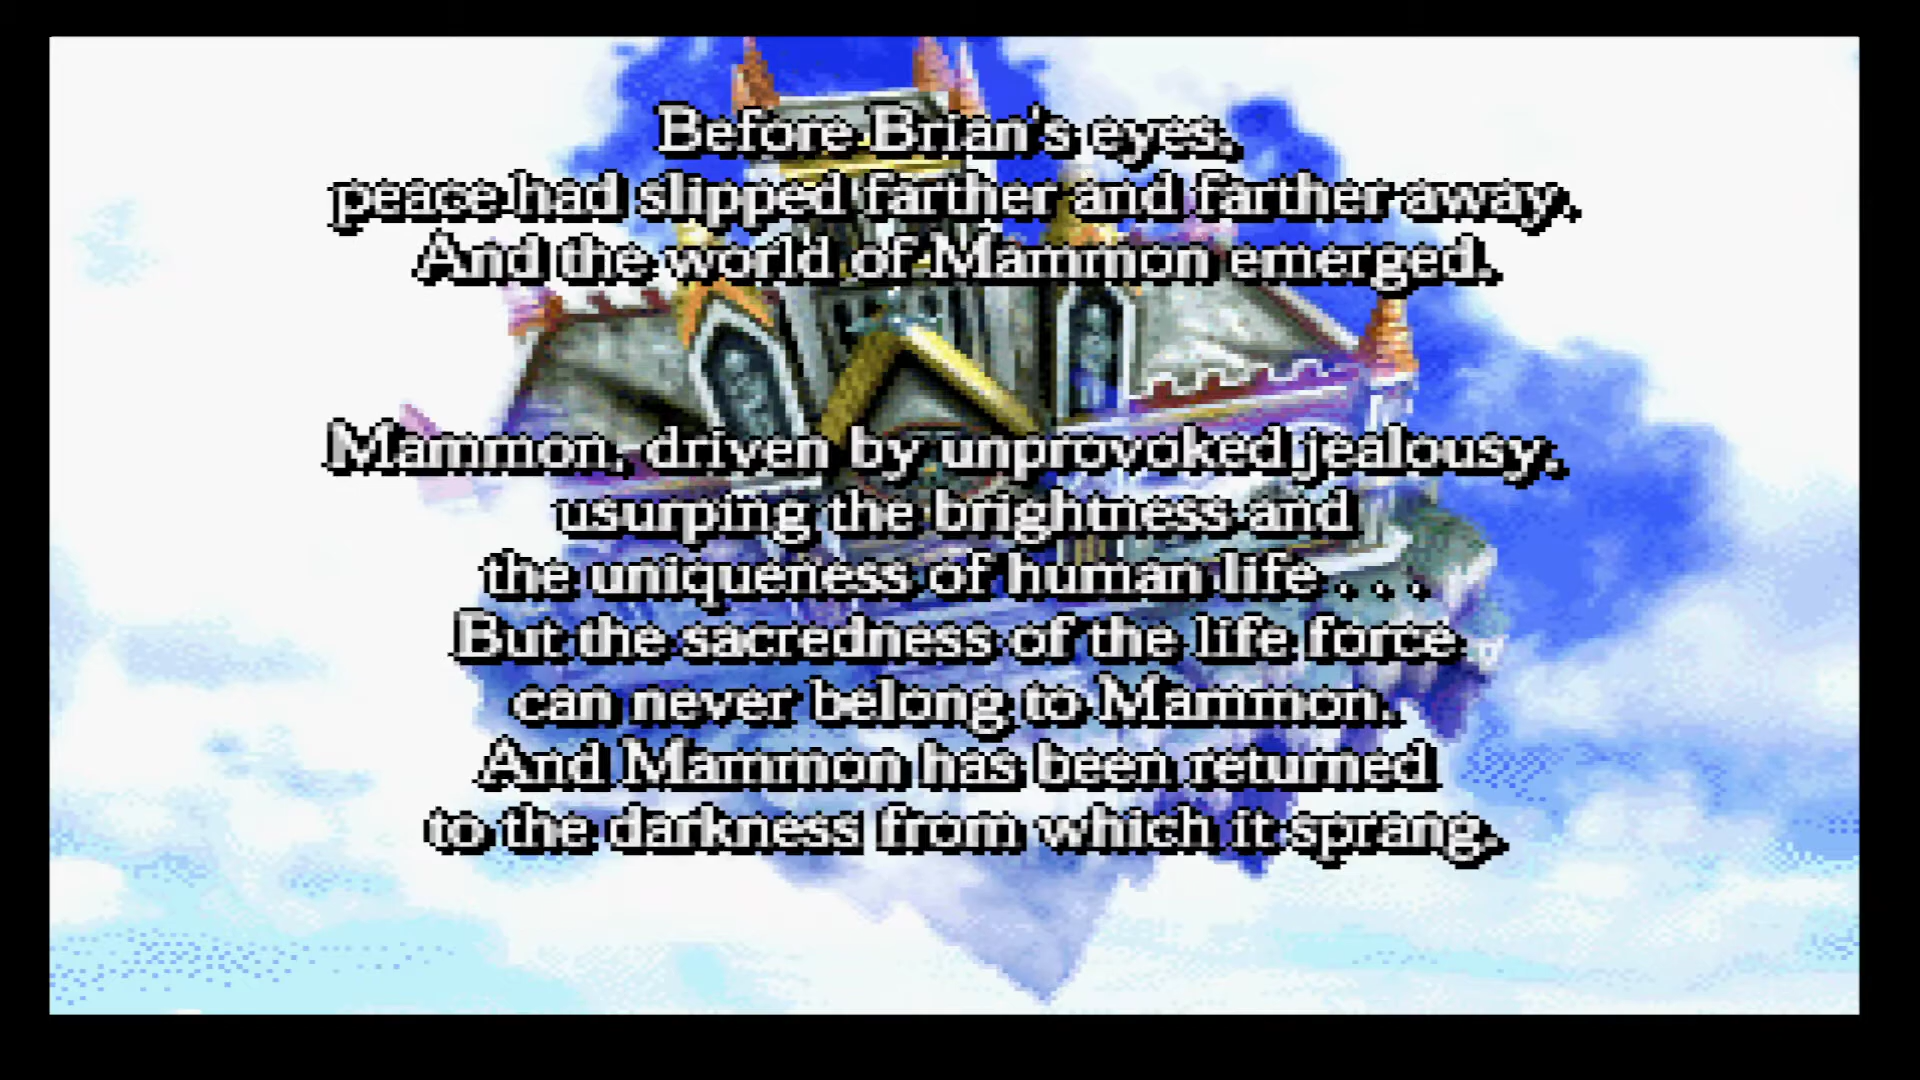 Before Brian's eyes,
peace had slipped farther and farther away.
And the world of Mammon emerged.
Mammon, driven by unprovoked jealousy,
usurping the brightness and
the uniqueness of human life . . .
But the sacredness of the life force
can never belong to Mammon.
And Mammon has been returned
to the darkness from which it sprang.